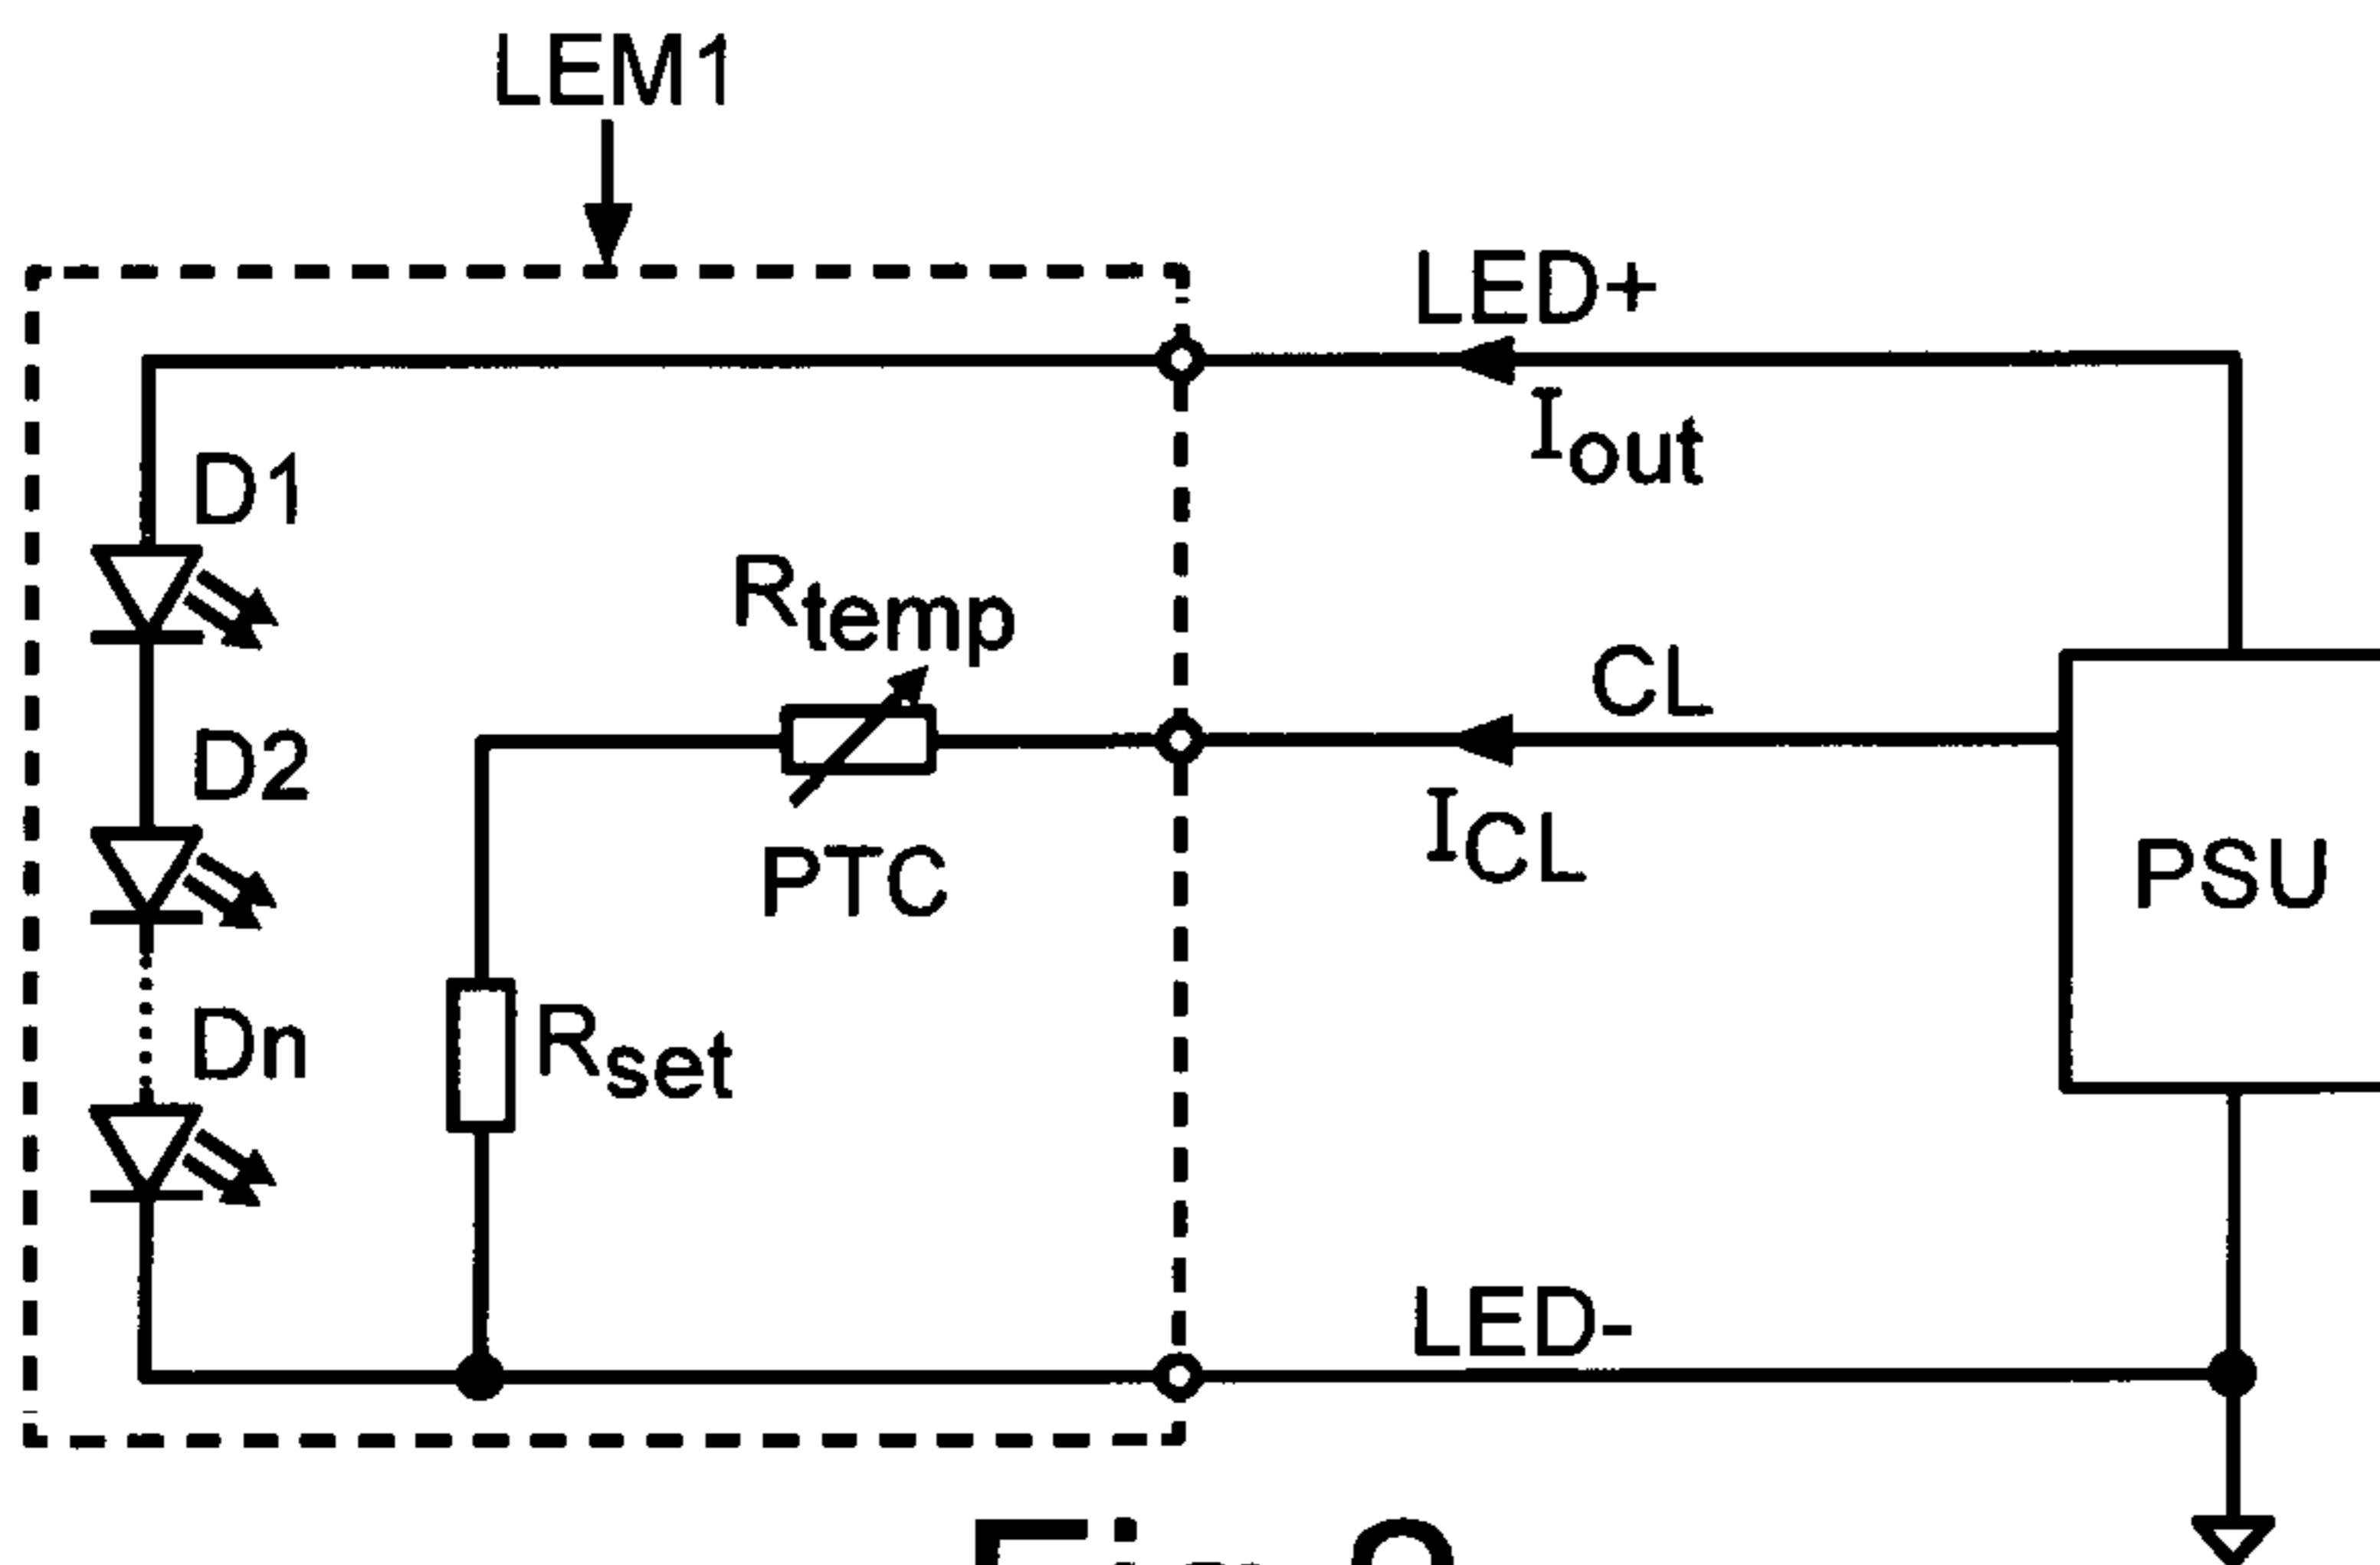 LEM1
LED+
Iout
D1
Rtemp
CL
D2
PTC
ICL
PSU
Dn
Rset
LED-